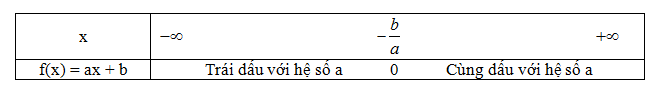 x −∞ −b/a +∞
f(x) = ax + b Trái dấu với hệ số a 0 Cùng dấu với hệ số a